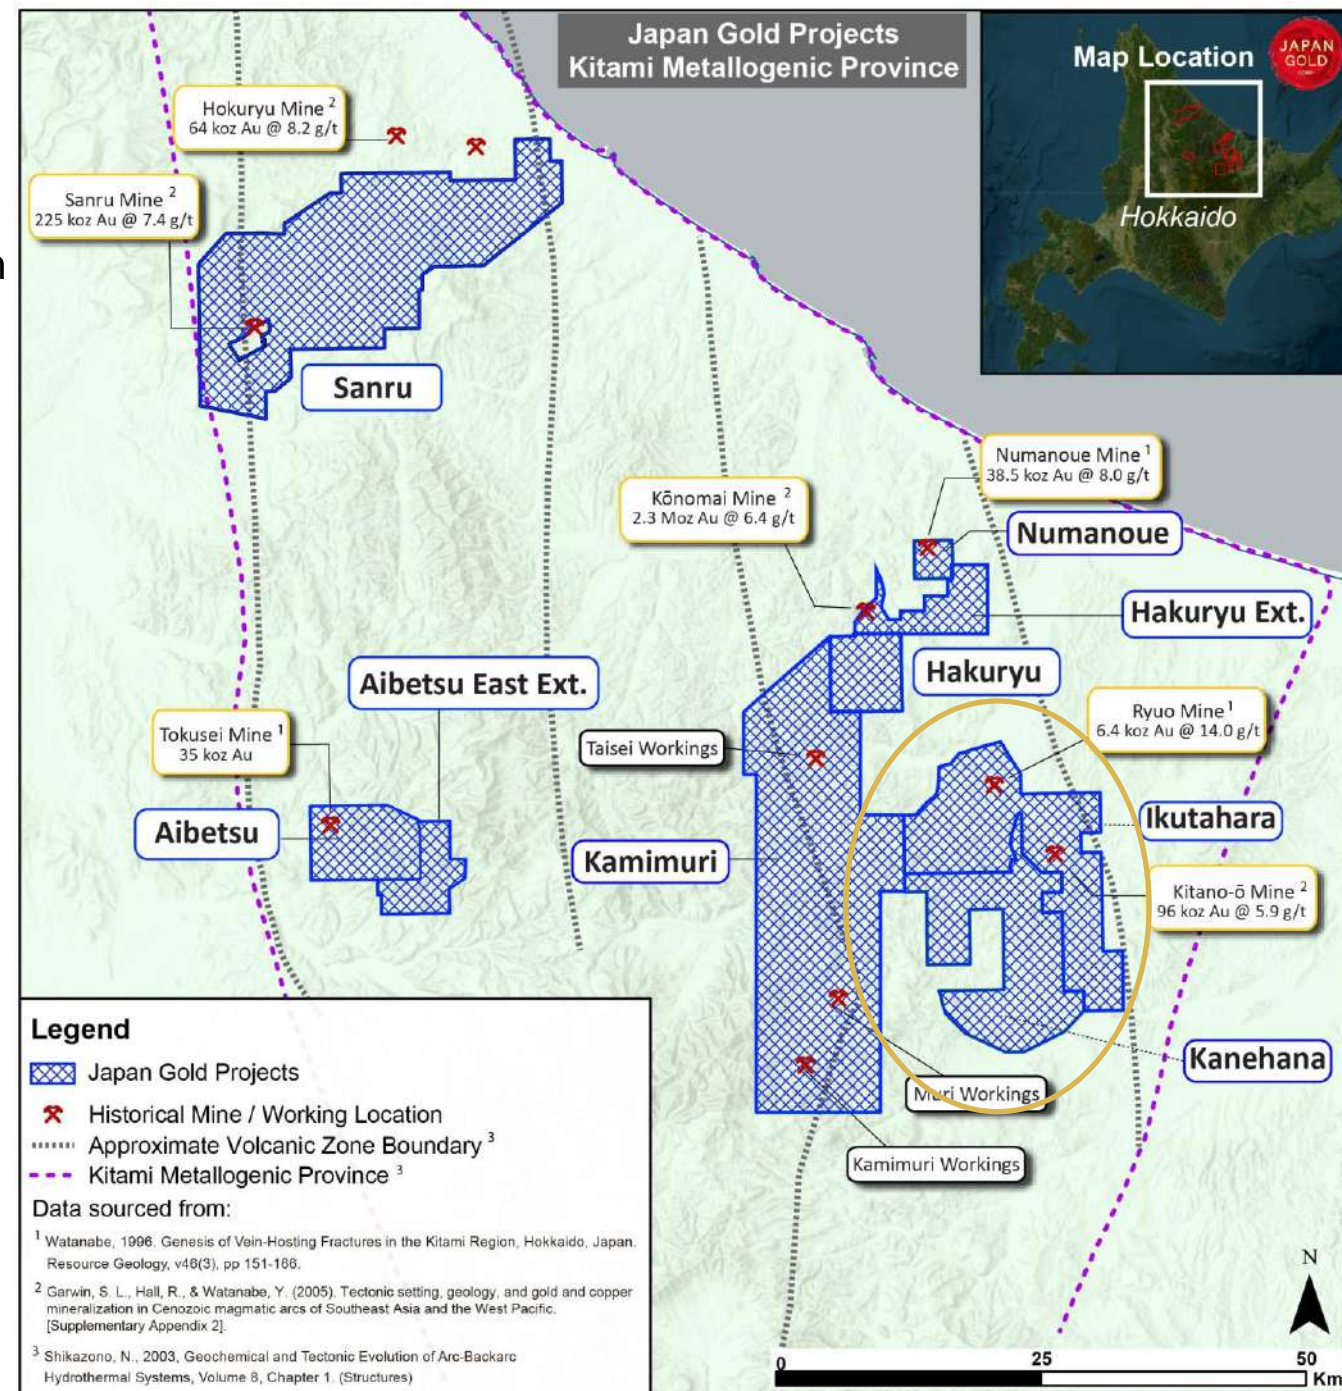 Japan Gold Projects
Kitami Metallogenic Province
Map Location
JAPAN
GOLD
Hokkaido
Hokuryu Mine ²
64 koz Au @ 8.2 g/t
Sanru Mine ²
225 koz Au @ 7.4 g/t
n
Sanru
Numanoue Mine ¹
38.5 koz Au @ 8.0 g/t
Kōnomai Mine ²
2.3 Moz Au @ 6.4 g/t
Numanoue
Hakuryu Ext.
Hakuryu
Aibetsu East Ext.
Ryuo Mine ¹
6.4 koz Au @ 14.0 g/t
Tokusei Mine ¹
35 koz Au
Taisei Workings
Ikutahara
Aibetsu
Kamimuri
Kitano-ō Mine ²
96 koz Au @ 5.9 g/t
Kanehana
Muri Workings
Kamimuri Workings
Legend
Japan Gold Projects
Historical Mine / Working Location
Approximate Volcanic Zone Boundary ³
Kitami Metallogenic Province ³
Data sourced from:
¹ Watanabe, 1996. Genesis of Vein-Hosting Fractures in the Kitami Region, Hokkaido, Japan.
Resource Geology, v46(3), pp 151-166.
² Garwin, S. L., Hall, R., & Watanabe, Y. (2005). Tectonic setting, geology, and gold and copper
mineralization in Cenozoic magmatic arcs of Southeast Asia and the West Pacific.
[Supplementary Appendix 2].
³ Shikazono, N., 2003, Geochemical and Tectonic Evolution of Arc-Backarc
Hydrothermal Systems, Volume 8, Chapter 1. (Structures)
N
0 25 50
Km